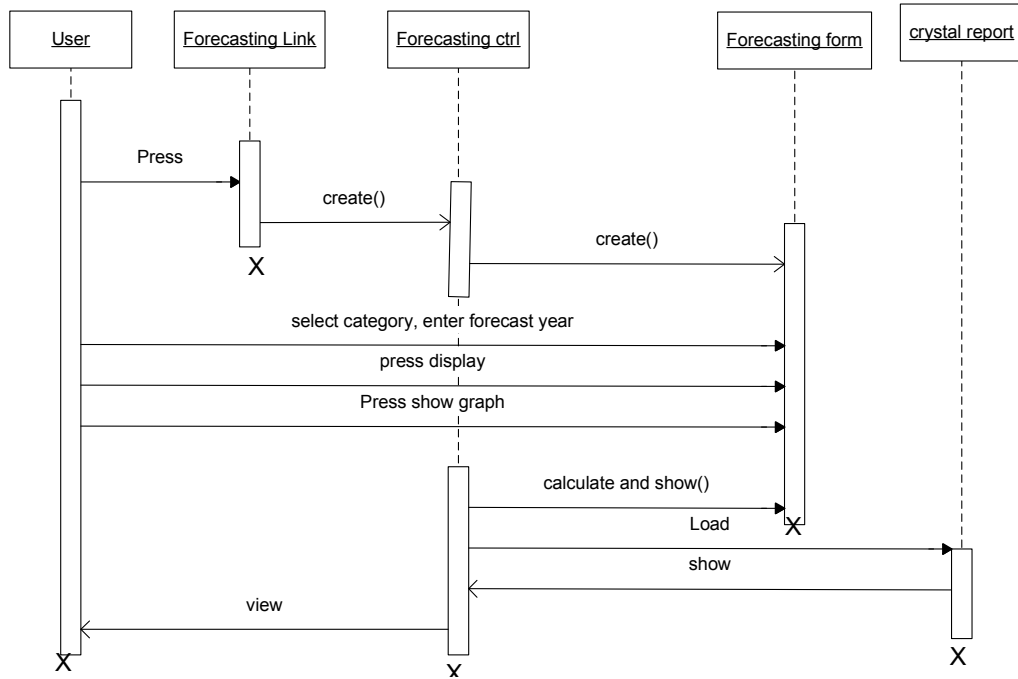 User
Forecasting Link
Forecasting ctrl
Forecasting form
crystal report
Press
create()
create()
select category, enter forecast year
press display
Press show graph
calculate and show()
Load
show
view
X
X
X
X
X